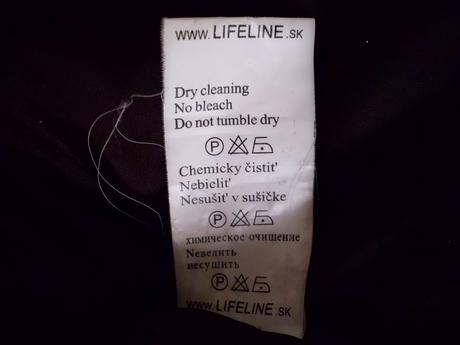 WWW. LIFELINE .SK
Dry cleaning
No bleach
Do not tumble dry
P
Chemicky čistiť
Nebieliť
Nesušiť v sušičke
P
химическое очишение
Невелить
несушить
P
WWW. LIFELINE .SK